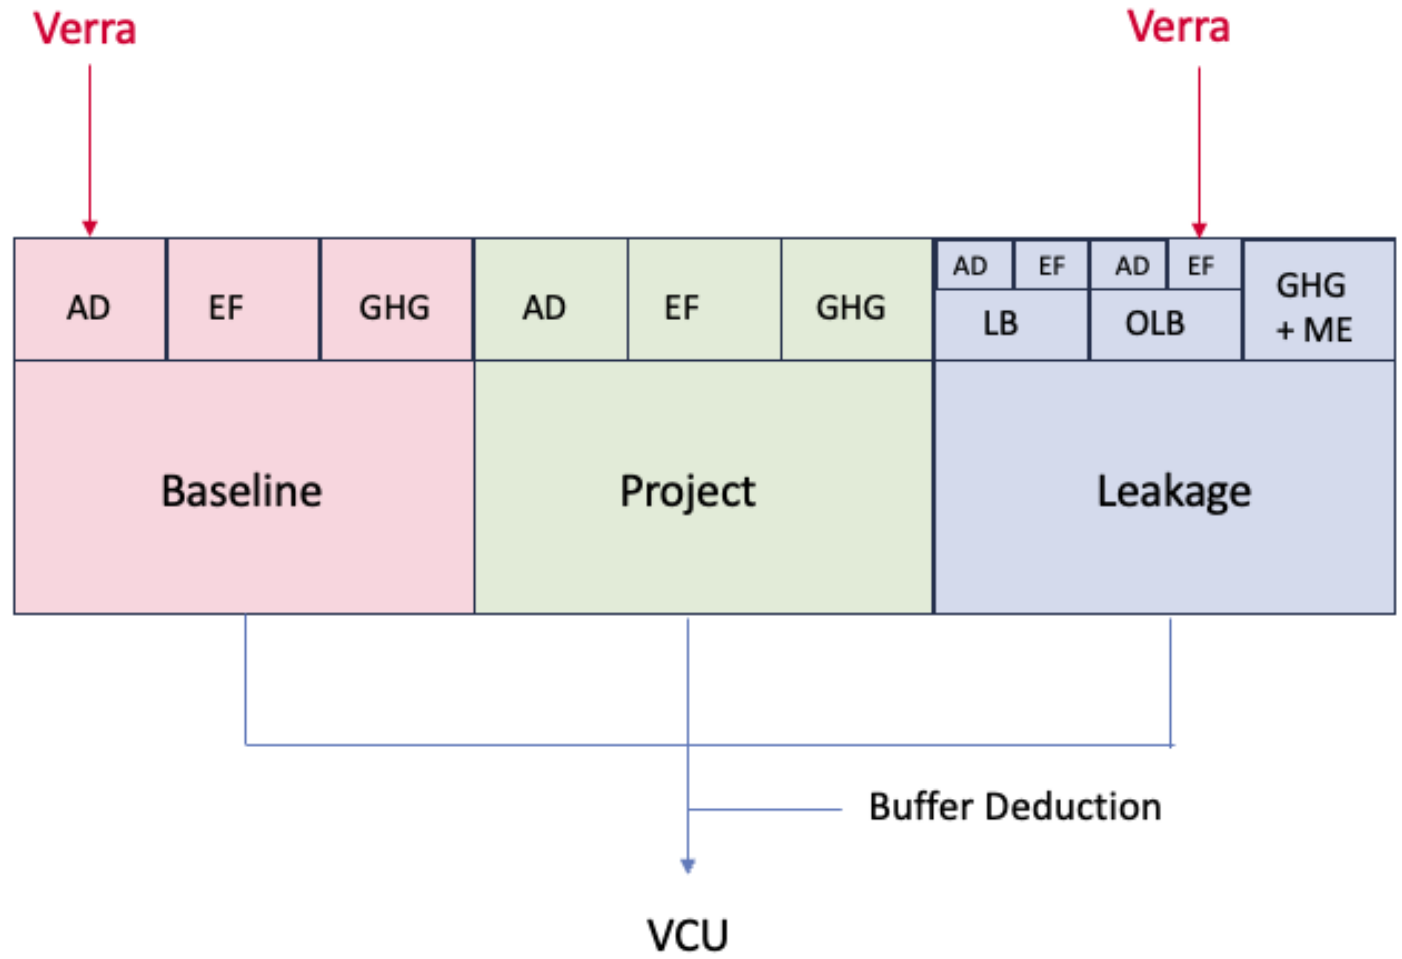 Verra
Verra
AD
EF
GHG
AD
EF
GHG
AD
EF
AD
EF
LB
OLB
GHG
+ ME
Baseline
Project
Leakage
Buffer Deduction
VCU